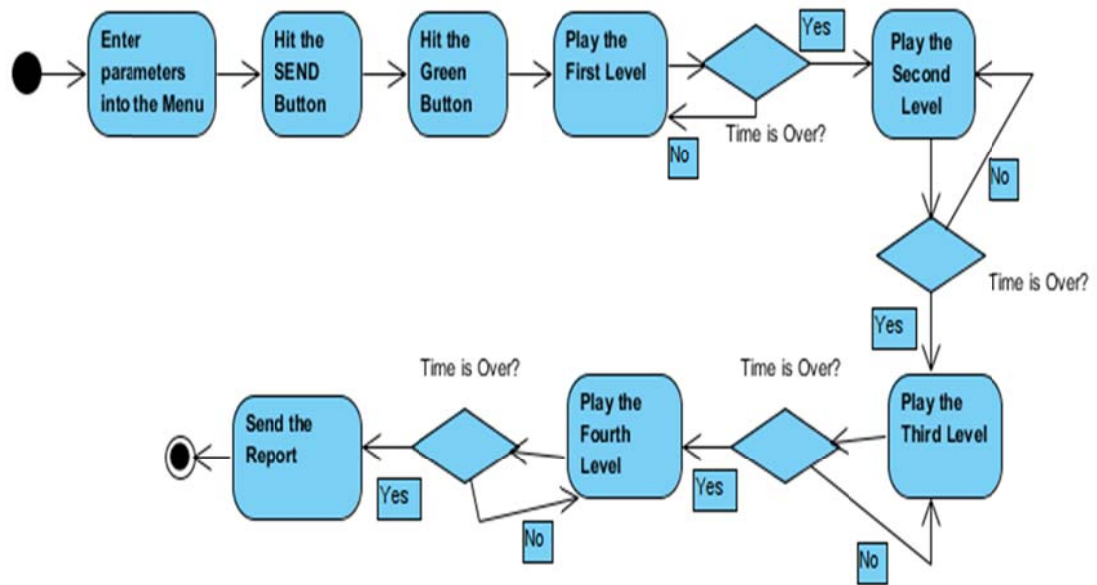 Enter
parameters
into the Menu
Hit the
SEND
Button
Hit the
Green
Button
Play the
First Level
Yes
No
Time is Over?
Play the
Second
Level
No
Time is Over?
Yes
Play the
Third Level
Time is Over?
No
Yes
Play the
Fourth
Level
Time is Over?
No
Yes
Send the
Report